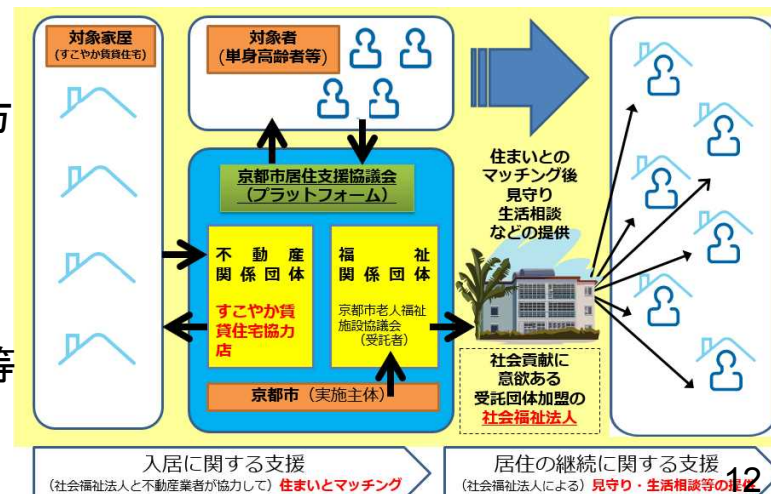 対象家屋
(すこやか賃貸住宅)
対象者
(単身高齢者等)
京都市居住支援協議会
(プラットフォーム)
不動産
関係団体
すこやか賃
貸住宅協力
店
福祉
関係団体
京都市老人福祉
施設協議会
(受託者)
京都市（実施主体）
住まいとの
マッチング後
見守り
生活相談
などの提供
社会貢献に
意欲ある
受託団体加盟の
社会福祉法人
等
入居に関する支援
(社会福祉法人と不動産業者が協力して) 住まいとマッチング
居住の継続に関する支援
(社会福祉法人による) 見守り・生活相談等の提供
12